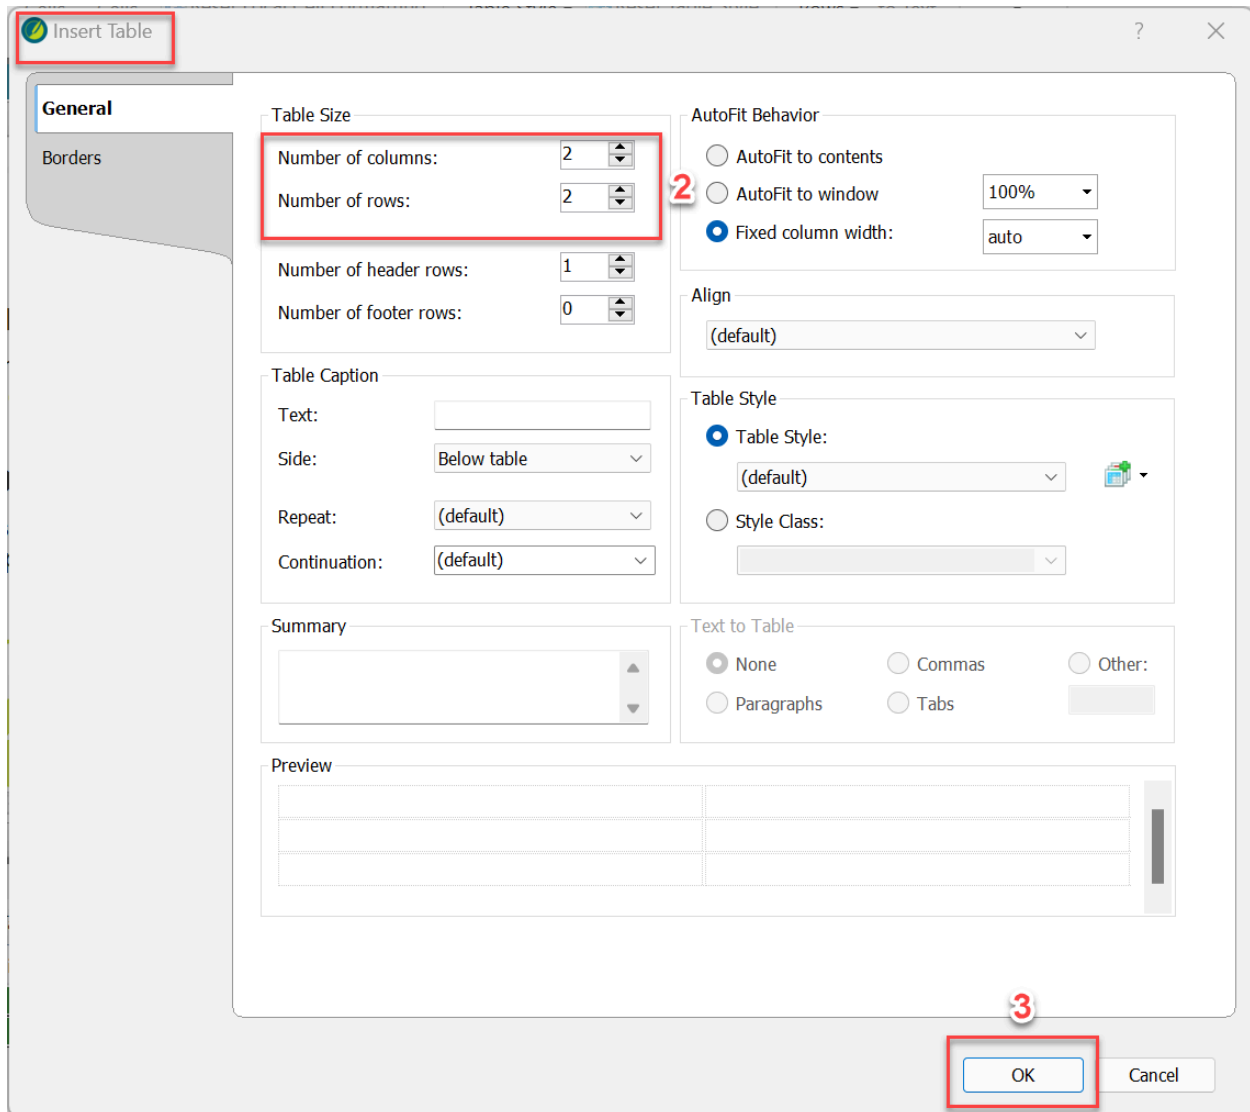 Insert Table
?
General
Borders
Table Size
Number of columns: 2
Number of rows: 2
2
Number of header rows: 1
Number of footer rows: 0
AutoFit Behavior
AutoFit to contents
AutoFit to window 100%
Fixed column width: auto
Align
(default)
Table Caption
Text:
Side: Below table
Repeat: (default)
Continuation: (default)
Table Style
Table Style:
(default)
Style Class:
Summary
Text to Table
None Commas Other:
Paragraphs Tabs
Preview
3
OK Cancel